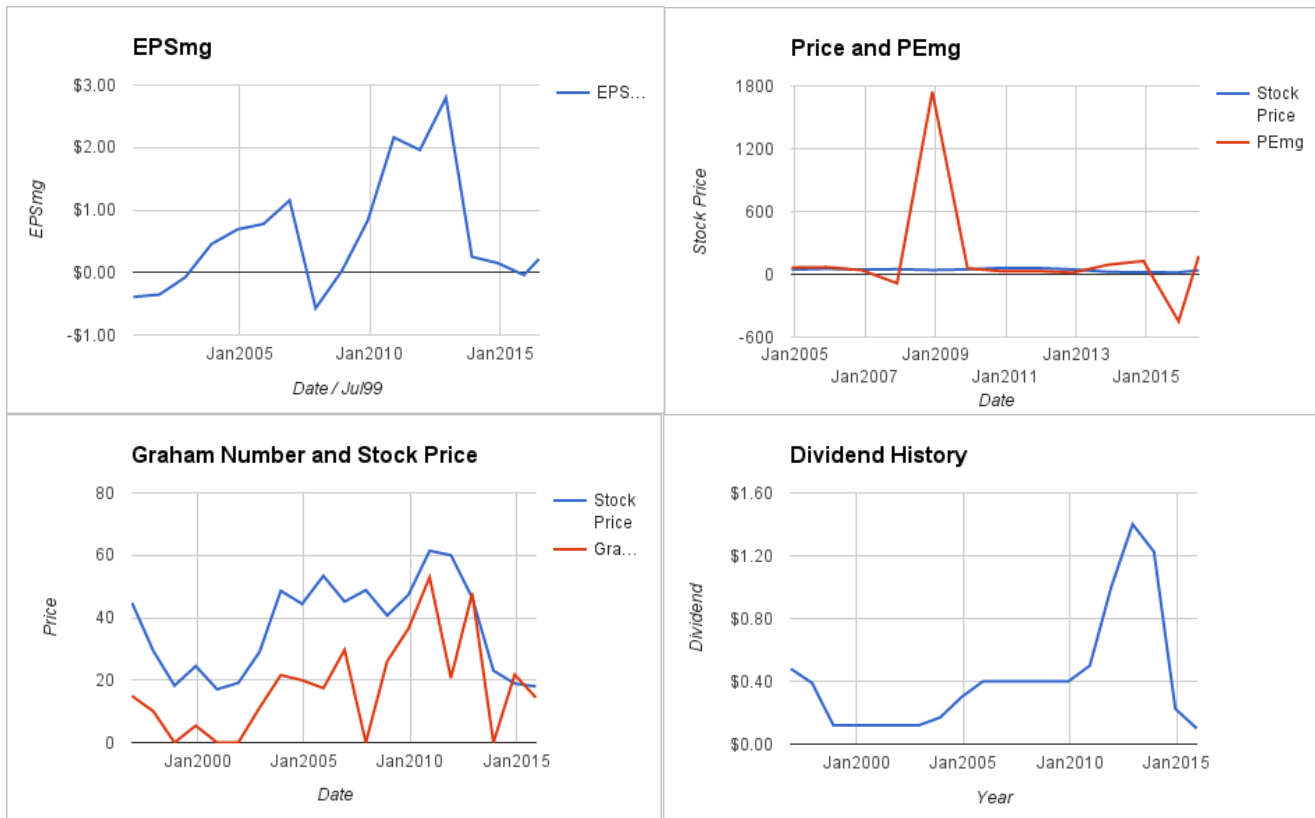 EPSmg
$3.00
$2.00
$1.00
$0.00
-$1.00
EPSmg
Jan2005
Jan2010
Jan2015
Date / Jul99
EPS...
Price and PEmg
1800
1200
600
0
-600
Stock Price
Jan2005
Jan2009
Jan2013
Jan2007
Jan2011
Jan2015
Date
Stock
Price
PEmg
Graham Number and Stock Price
80
60
40
20
0
Price
Jan2000
Jan2005
Jan2010
Jan2015
Date
Stock
Price
Gra...
Dividend History
$1.60
$1.20
$0.80
$0.40
$0.00
Dividend
Jan2000
Jan2005
Jan2010
Jan2015
Year